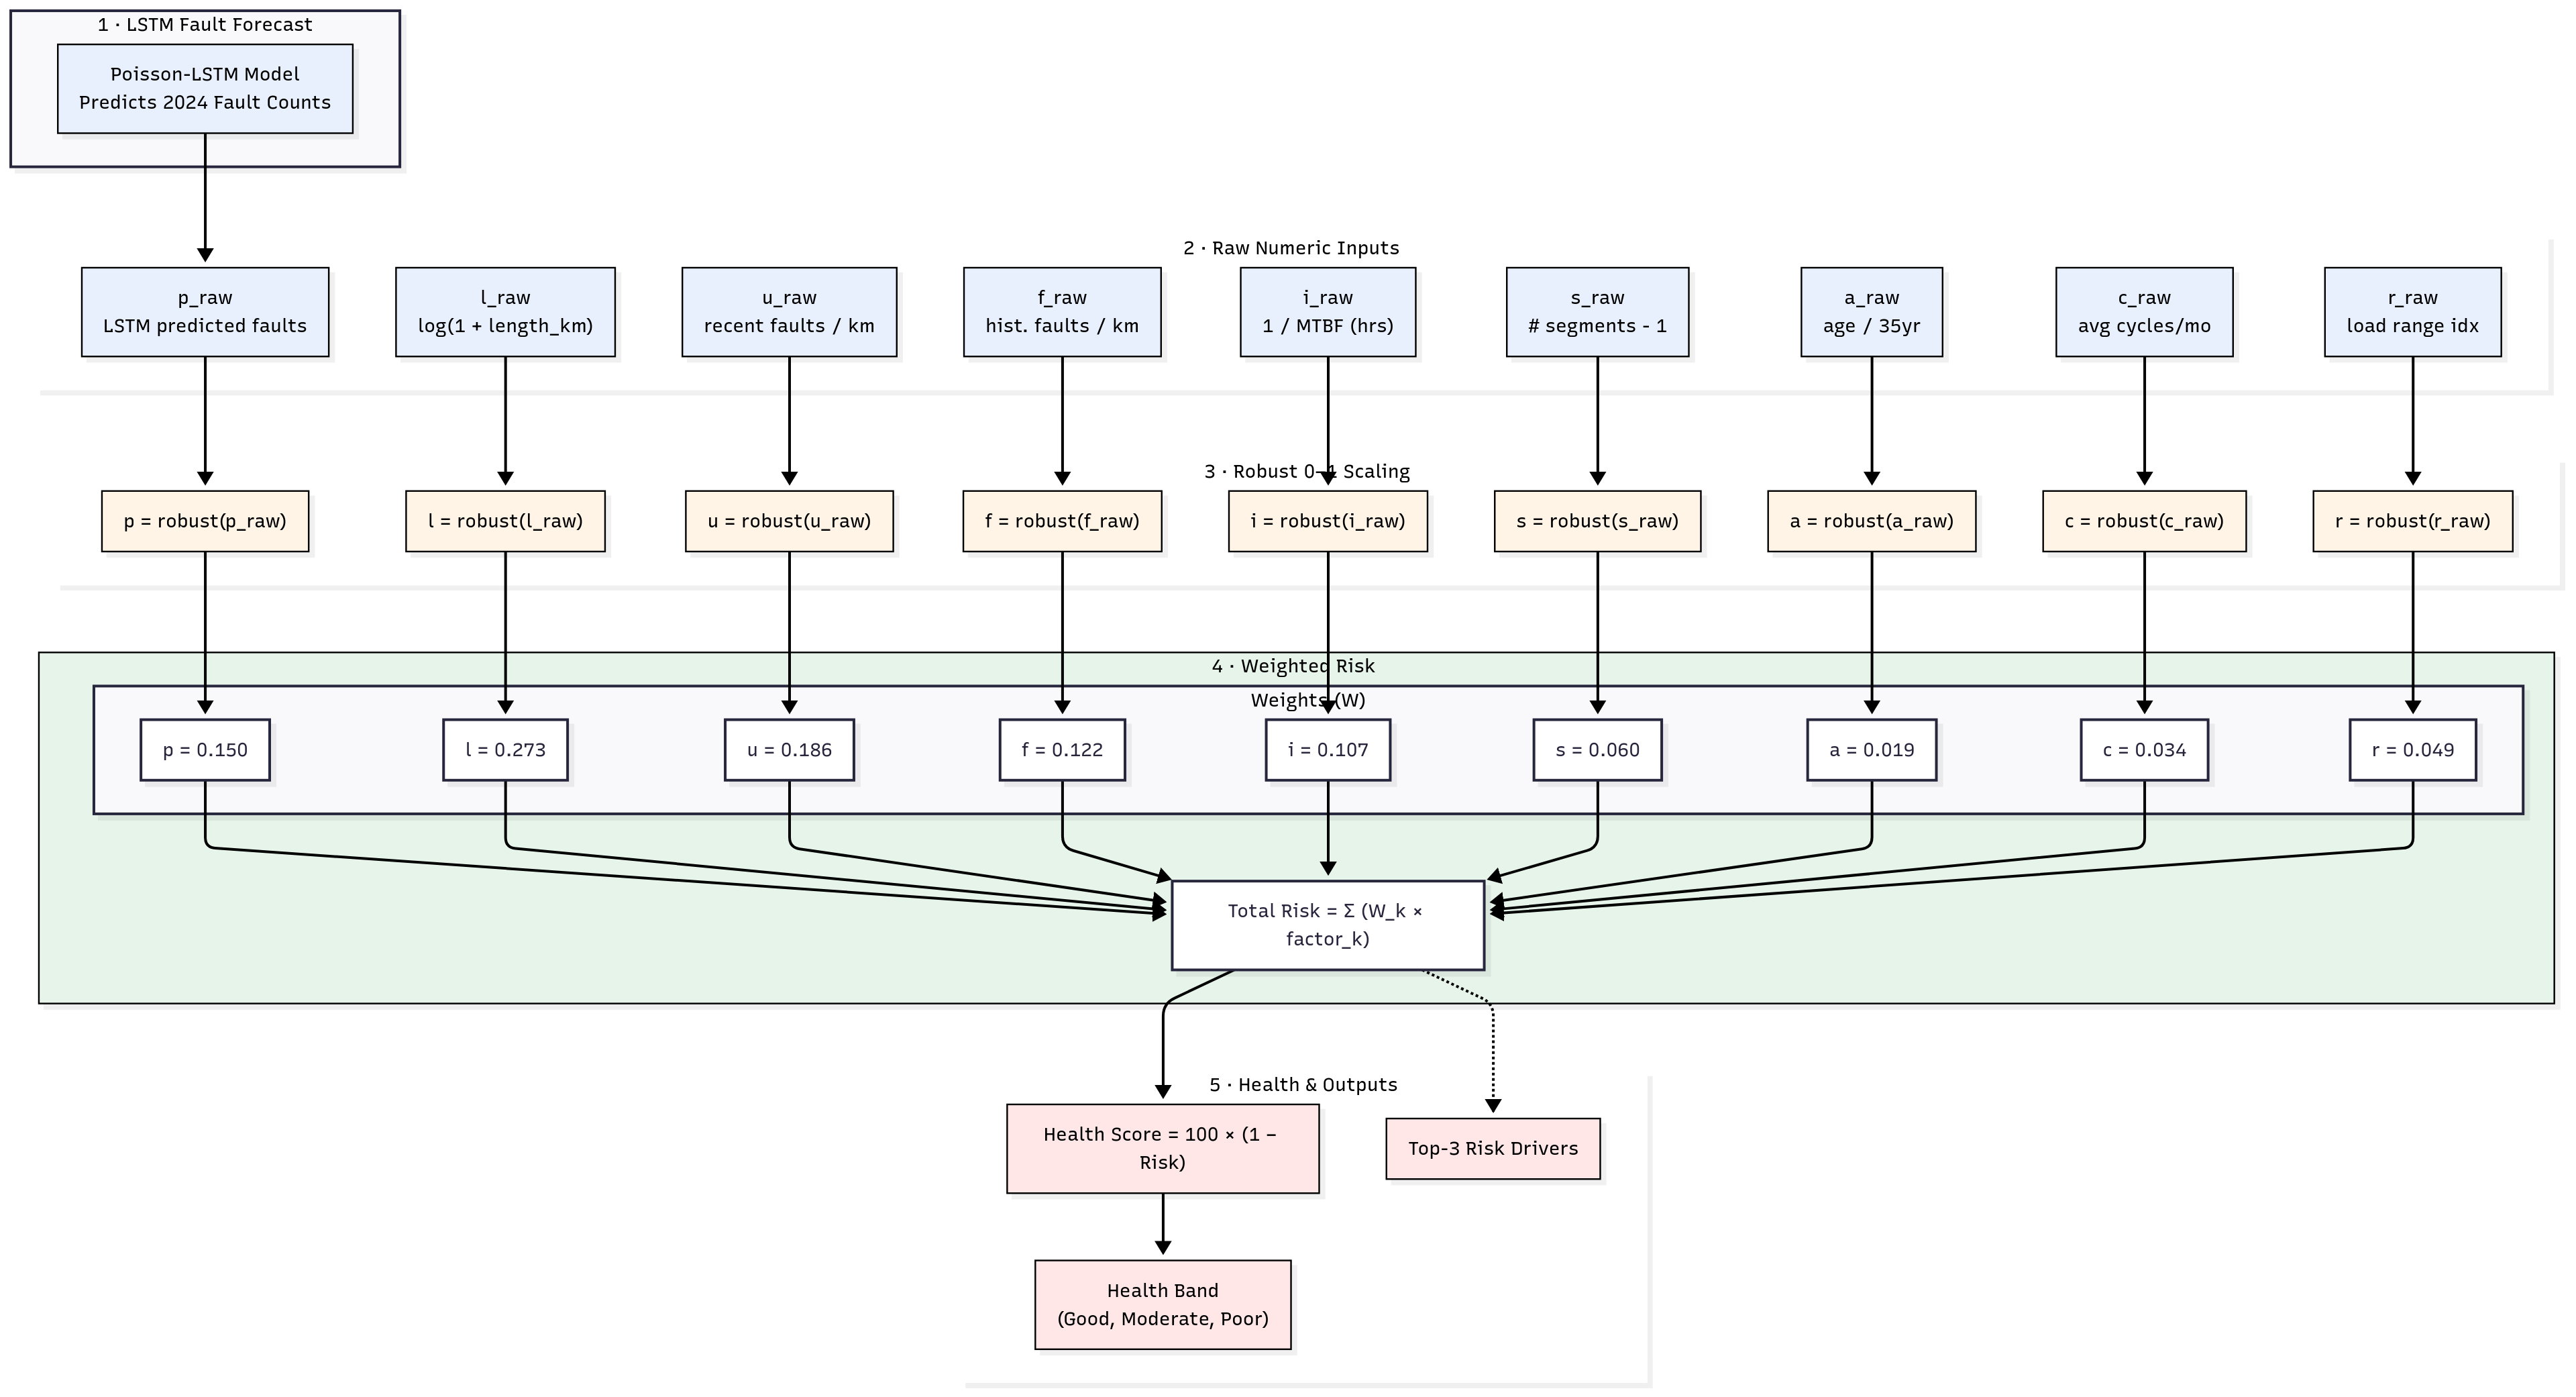 1 · LSTM Fault Forecast
Poisson-LSTM Model
Predicts 2024 Fault Counts
2 · Raw Numeric Inputs
p_raw
LSTM predicted faults
l_raw
log(1 + length_km)
u_raw
recent faults / km
f_raw
hist. faults / km
i_raw
1 / MTBF (hrs)
s_raw
# segments - 1
a_raw
age / 35yr
c_raw
avg cycles/mo
r_raw
load range idx
3 · Robust 0–1 Scaling
p = robust(p_raw)
l = robust(l_raw)
u = robust(u_raw)
f = robust(f_raw)
i = robust(i_raw)
s = robust(s_raw)
a = robust(a_raw)
c = robust(c_raw)
r = robust(r_raw)
4 · Weighted Risk
Weights (W)
p = 0.150
l = 0.273
u = 0.186
f = 0.122
i = 0.107
s = 0.060
a = 0.019
c = 0.034
r = 0.049
Total Risk = Σ (W_k ×
factor_k)
5 · Health & Outputs
Health Score = 100 × (1 −
Risk)
Top-3 Risk Drivers
Health Band
(Good, Moderate, Poor)